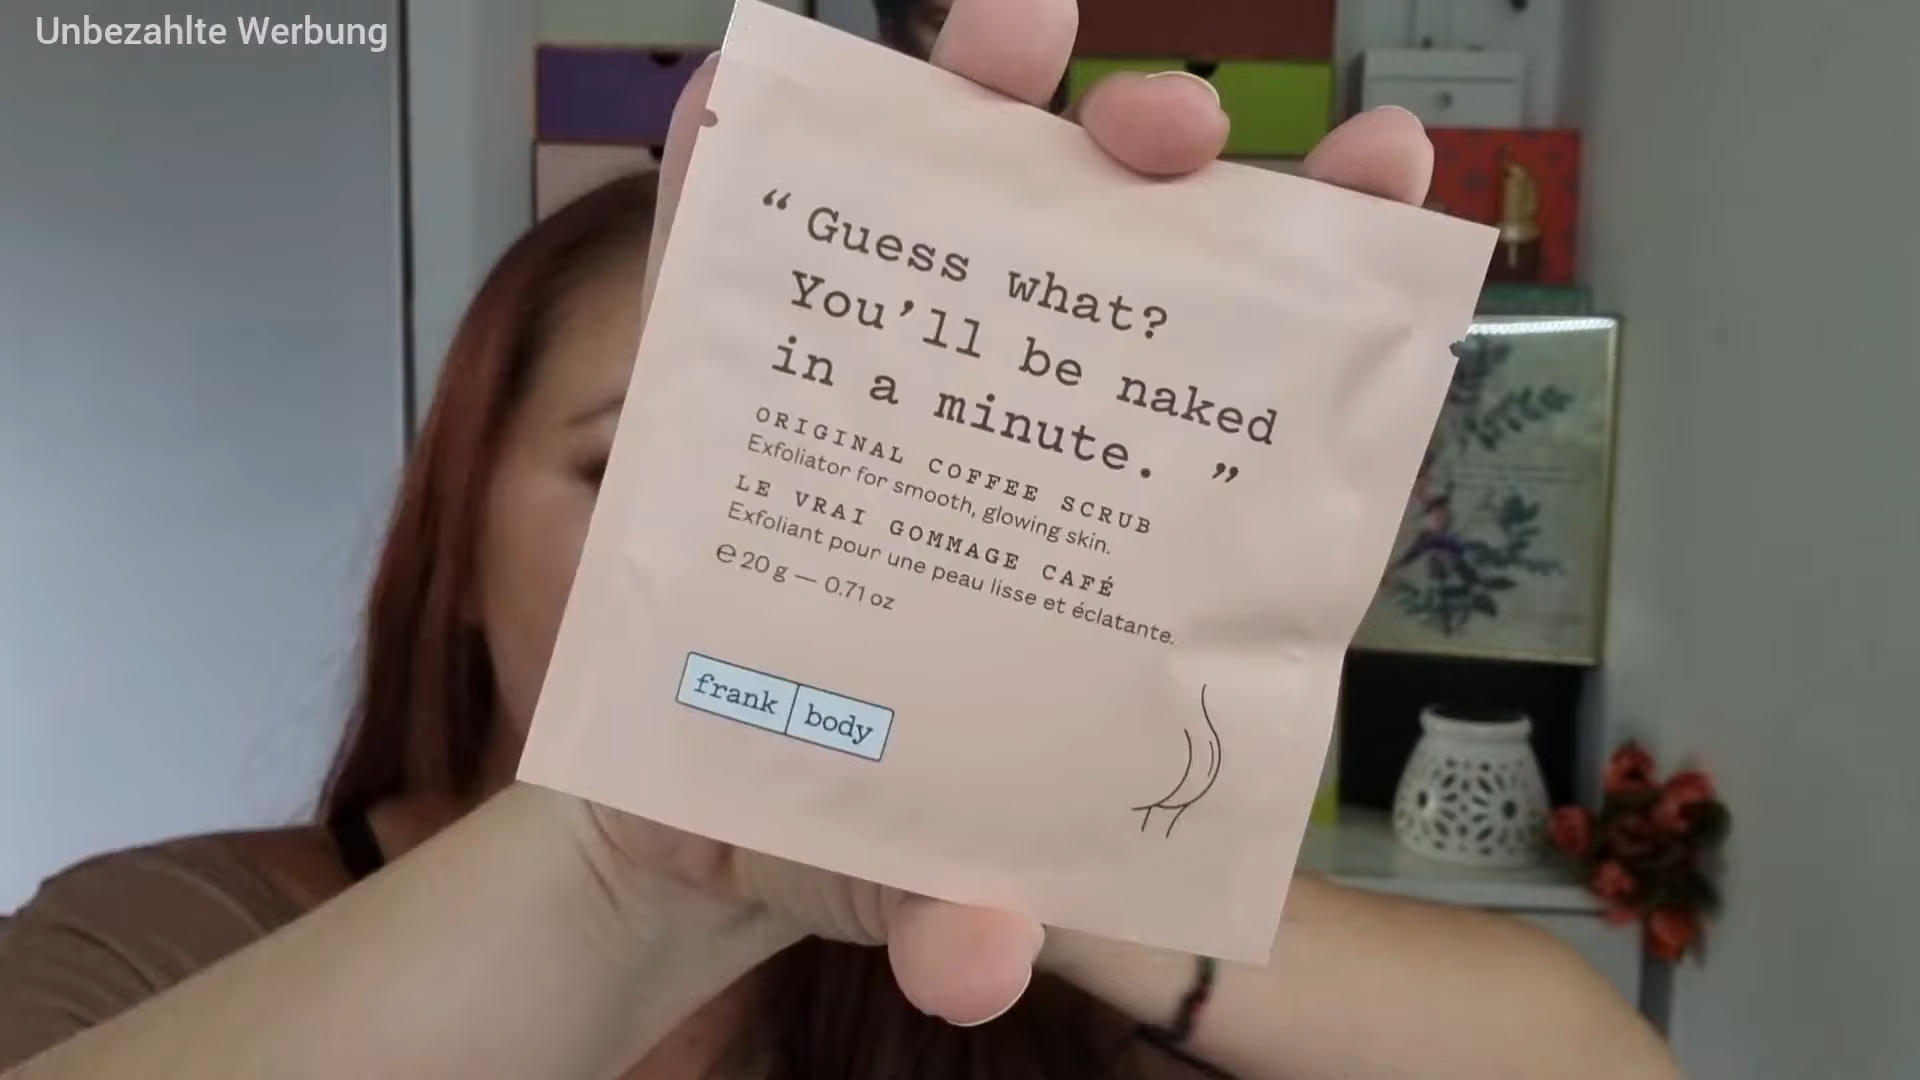 Unbezahlte Werbung
“ Guess what?
You’ll be naked
in a minute. ”
ORIGINAL COFFEE SCRUB
Exfoliator for smooth, glowing skin.
LE VRAI GOMMAGE CAFÉ
Exfoliant pour une peau lisse et éclatante.
℮ 20 g — 0.71 oz
frank body